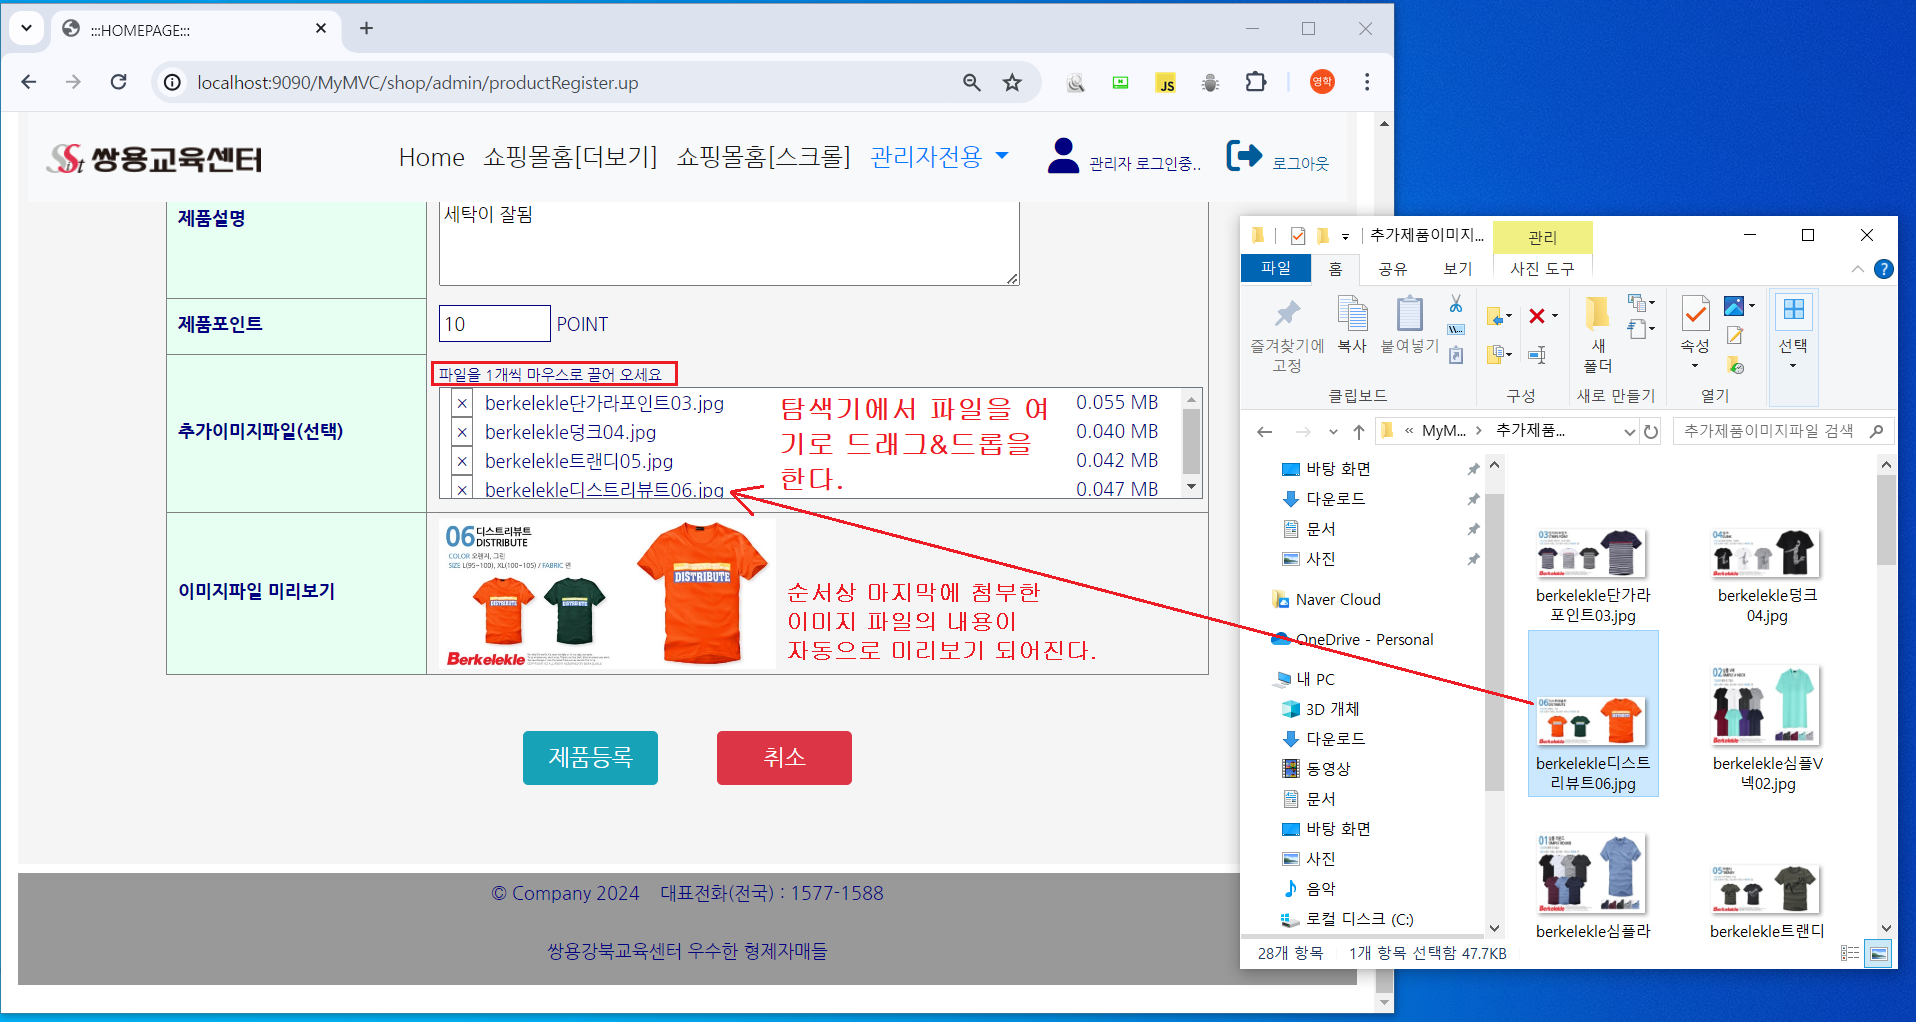 :::HOMEPAGE:::
localhost:9090/MyMVC/shop/admin/productRegister.up
JS
영학
Sist 쌍용교육센터
Home 쇼핑몰홈[더보기] 쇼핑몰홈[스크롤] 관리자전용
관리자 로그인중..
로그아웃
제품설명
세탁이 잘됨
제품포인트
10 POINT
추가이미지파일(선택)
파일을 1개씩 마우스로 끌어 오세요
× berkelekle단가라포인트03.jpg 0.055 MB
× berkelekle덩크04.jpg 0.040 MB
× berkelekle트랜디05.jpg 0.042 MB
× berkelekle디스트리뷰트06.jpg 0.047 MB
탐색기에서 파일을 여
기로 드래그&드롭을
한다.
이미지파일 미리보기
06 디스트리뷰트
DISTRIBUTE
COLOR 오렌지, 그린
SIZE L(95~100), XL(100~105) / FABRIC 면
DISTRIBUTE
Berkelekle
순서상 마지막에 첨부한
이미지 파일의 내용이
자동으로 미리보기 되어진다.
제품등록
취소
© Company 2024 대표전화(전국) : 1577-1588
쌍용강북교육센터 우수한 형제자매들
추가제품이미지...
관리
파일 홈 공유 보기 사진 도구
즐겨찾기에
고정
복사
붙여넣기
클립보드
구성
새
폴더
새로 만들기
속성
열기
선택
« MyM... 추가제품...
추가제품이미지파일 검색
바탕 화면
다운로드
문서
사진
Naver Cloud
OneDrive - Personal
내 PC
3D 개체
다운로드
동영상
문서
바탕 화면
사진
음악
로컬 디스크 (C:)
berkelekle단가라
포인트03.jpg
berkelekle덩크
04.jpg
berkelekle디스트
리뷰트06.jpg
berkelekle심플V
넥02.jpg
berkelekle심플라
berkelekle트랜디
28개 항목 1개 항목 선택함 47.7KB